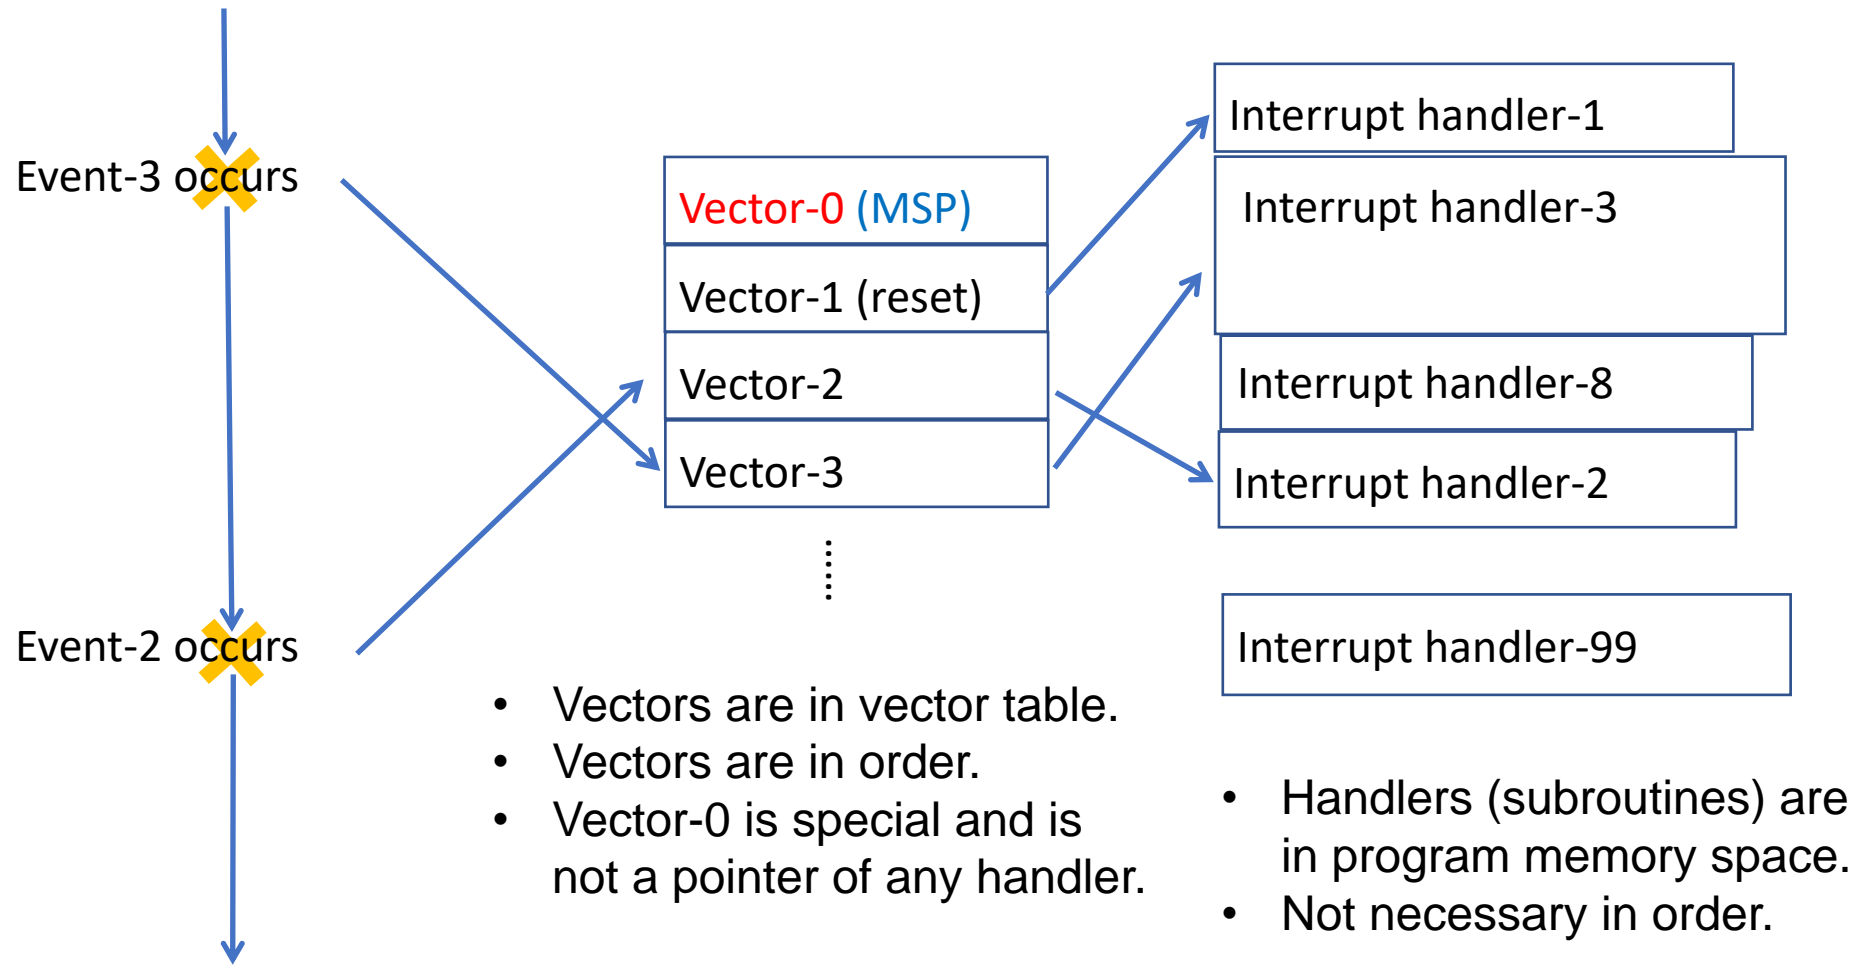 Event-3 occurs
Event-2 occurs
Vector-0 (MSP)
Vector-1 (reset)
Vector-2
Vector-3
......
• Vectors are in vector table.
• Vectors are in order.
• Vector-0 is special and is
not a pointer of any handler.
Interrupt handler-1
Interrupt handler-3
Interrupt handler-8
Interrupt handler-2
Interrupt handler-99
• Handlers (subroutines) are
in program memory space.
• Not necessary in order.